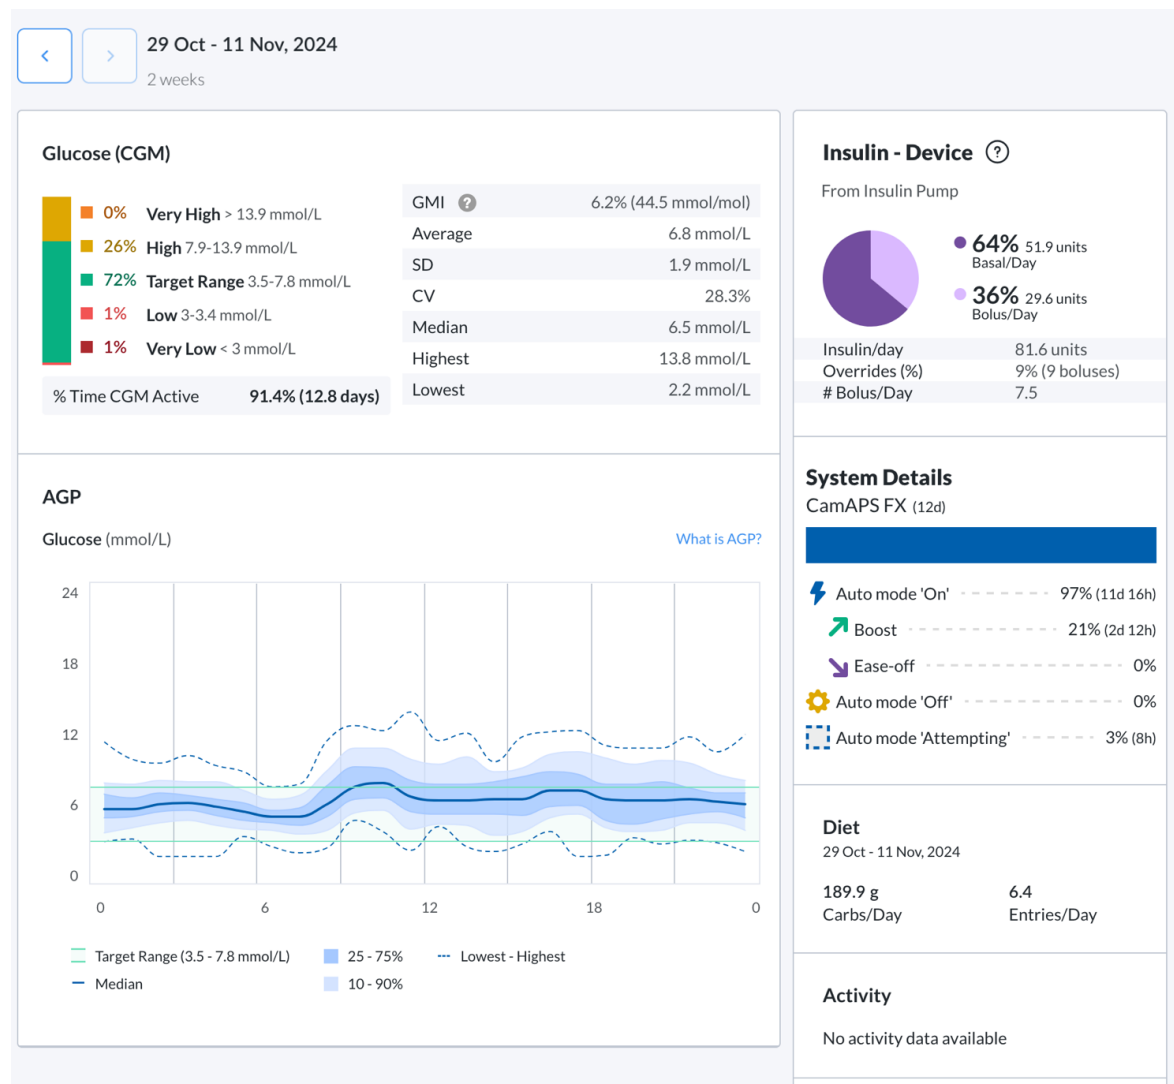 29 Oct - 11 Nov, 2024
2 weeks
Glucose (CGM)
0% Very High > 13.9 mmol/L
26% High 7.9-13.9 mmol/L
72% Target Range 3.5-7.8 mmol/L
1% Low 3-3.4 mmol/L
1% Very Low < 3 mmol/L
% Time CGM Active 91.4% (12.8 days)
GMI ? 6.2% (44.5 mmol/mol)
Average 6.8 mmol/L
SD 1.9 mmol/L
CV 28.3%
Median 6.5 mmol/L
Highest 13.8 mmol/L
Lowest 2.2 mmol/L
AGP
Glucose (mmol/L) What is AGP?
24
18
12
6
0
0 6 12 18 0
Target Range (3.5 - 7.8 mmol/L) 25 - 75% Lowest - Highest
Median 10 - 90%
Insulin - Device ?
From Insulin Pump
64% 51.9 units
Basal/Day
36% 29.6 units
Bolus/Day
Insulin/day 81.6 units
Overrides (%) 9% (9 boluses)
# Bolus/Day 7.5
System Details
CamAPS FX (12d)
Auto mode 'On' 97% (11d 16h)
Boost 21% (2d 12h)
Ease-off 0%
Auto mode 'Off' 0%
Auto mode 'Attempting' 3% (8h)
Diet
29 Oct - 11 Nov, 2024
189.9 g 6.4
Carbs/Day Entries/Day
Activity
No activity data available